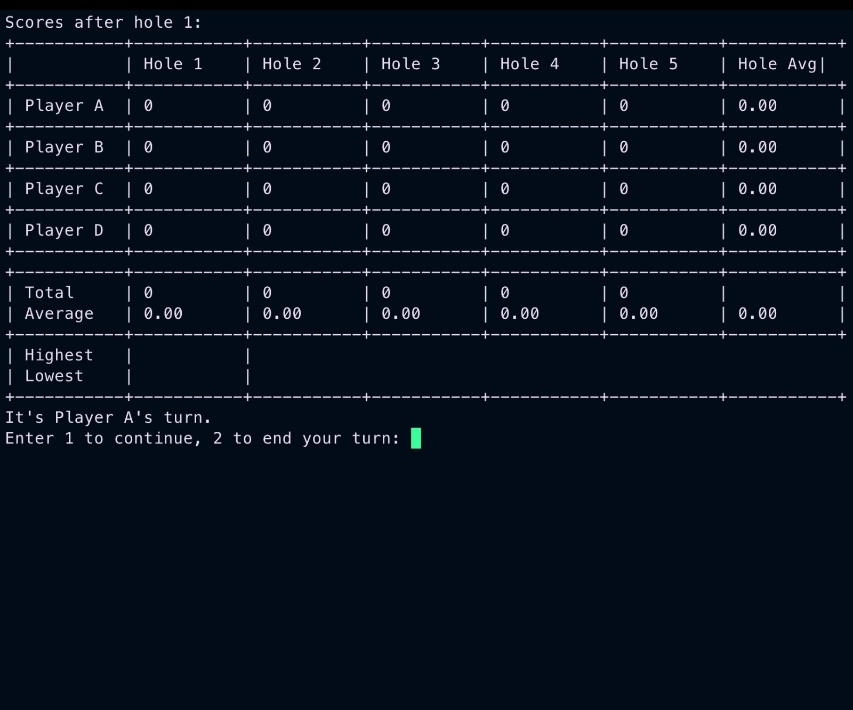 Scores after hole 1:
+-----------+-----------+-----------+-----------+-----------+-----------+-----------+
|           | Hole 1    | Hole 2    | Hole 3    | Hole 4    | Hole 5    | Hole Avg|
+-----------+-----------+-----------+-----------+-----------+-----------+-----------+
| Player A  | 0         | 0         | 0         | 0         | 0         | 0.00      |
+-----------+-----------+-----------+-----------+-----------+-----------+-----------+
| Player B  | 0         | 0         | 0         | 0         | 0         | 0.00      |
+-----------+-----------+-----------+-----------+-----------+-----------+-----------+
| Player C  | 0         | 0         | 0         | 0         | 0         | 0.00      |
+-----------+-----------+-----------+-----------+-----------+-----------+-----------+
| Player D  | 0         | 0         | 0         | 0         | 0         | 0.00      |
+-----------+-----------+-----------+-----------+-----------+-----------+-----------+
+-----------+-----------+-----------+-----------+-----------+-----------+-----------+
| Total     | 0         | 0         | 0         | 0         | 0         |           |
| Average   | 0.00      | 0.00      | 0.00      | 0.00      | 0.00      | 0.00      |
+-----------+-----------+-----------+-----------+-----------+-----------+-----------+
| Highest   |           |
| Lowest    |           |
+-----------+-----------+-----------+-----------+-----------+-----------+-----------+
It's Player A's turn.
Enter 1 to continue, 2 to end your turn: